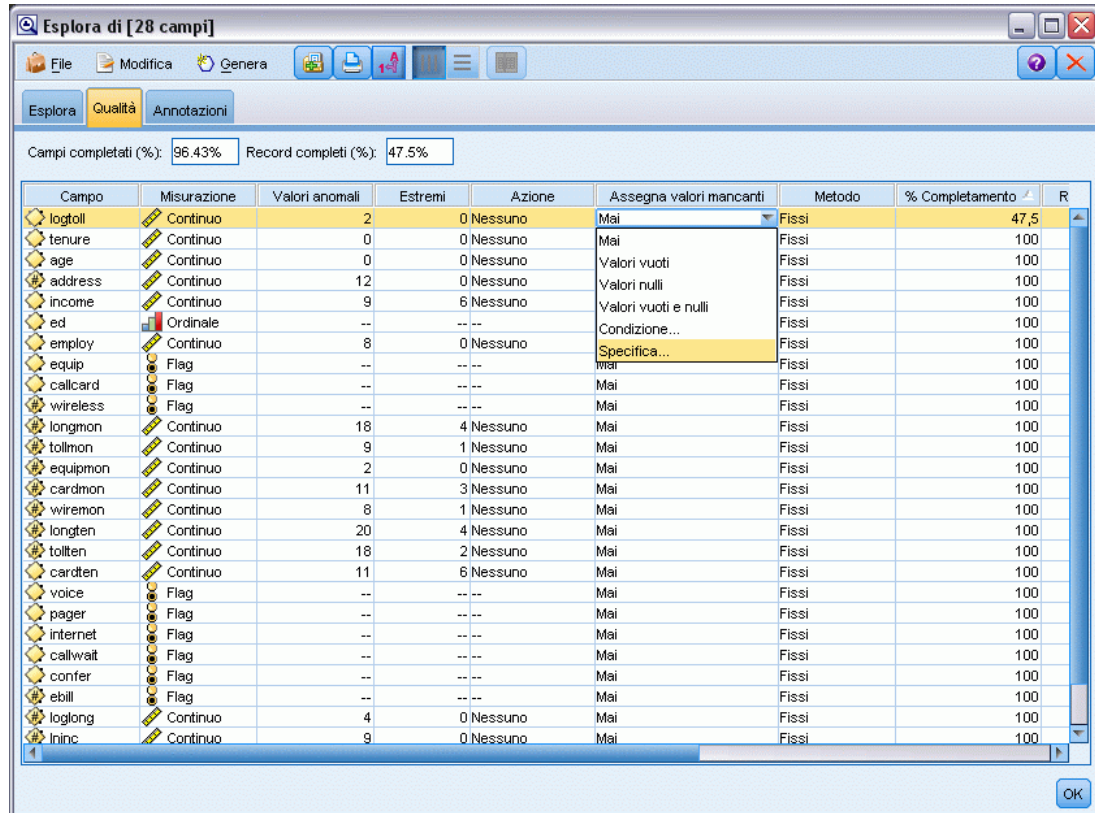 Esplora di [28 campi]
File Modifica Genera
Esplora Qualità Annotazioni
Campi completati (%): 96.43% Record completi (%): 47.5%
Campo Misurazione Valori anomali Estremi Azione Assegna valori mancanti Metodo % Completamento R
logtoll Continuo 2 0 Nessuno Mai Fissi 47,5
tenure Continuo 0 0 Nessuno Mai Fissi 100
age Continuo 0 0 Nessuno Valori vuoti Fissi 100
address Continuo 12 0 Nessuno Valori nulli Fissi 100
income Continuo 9 6 Nessuno Valori vuoti e nulli Fissi 100
ed Ordinale -- -- -- Condizione... Fissi 100
employ Continuo 8 0 Nessuno Specifica... Fissi 100
equip Flag -- -- -- Mai Fissi 100
callcard Flag -- -- -- Mai Fissi 100
wireless Flag -- -- -- Mai Fissi 100
longmon Continuo 18 4 Nessuno Mai Fissi 100
tollmon Continuo 9 1 Nessuno Mai Fissi 100
equipmon Continuo 2 0 Nessuno Mai Fissi 100
cardmon Continuo 11 3 Nessuno Mai Fissi 100
wiremon Continuo 8 1 Nessuno Mai Fissi 100
longten Continuo 20 4 Nessuno Mai Fissi 100
tollten Continuo 18 2 Nessuno Mai Fissi 100
cardten Continuo 11 6 Nessuno Mai Fissi 100
voice Flag -- -- -- Mai Fissi 100
pager Flag -- -- -- Mai Fissi 100
internet Flag -- -- -- Mai Fissi 100
callwait Flag -- -- -- Mai Fissi 100
confer Flag -- -- -- Mai Fissi 100
ebill Flag -- -- -- Mai Fissi 100
loglong Continuo 4 0 Nessuno Mai Fissi 100
lninc Continuo 9 0 Nessuno Mai Fissi 100
OK